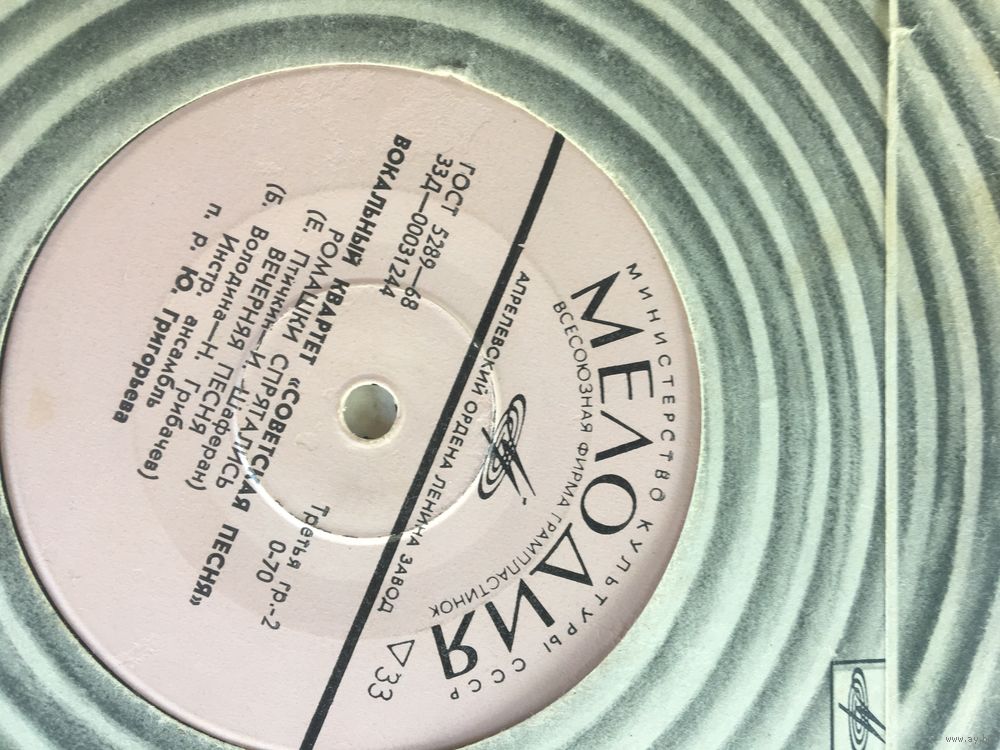 МИНИСТЕРСТВО КУЛЬТУРЫ СССР
МЕЛОДИЯ
ВСЕСОЮЗНАЯ ФИРМА ГРАМПЛАСТИНОК
АПРЕЛЕВСКИЙ ОРДЕНА ЛЕНИНА ЗАВОД
33
ГОСТ 5289—68
33Д—00031244
Третья гр.-2
0-70
ВОКАЛЬНЫЙ КВАРТЕТ «СОВЕТСКАЯ ПЕСНЯ»
РОМАШКИ СПРЯТАЛИСЬ
(Е. Птичкин—И. Шаферан)
ВЕЧЕРНЯЯ ПЕСНЯ
(Б. Володина—Н. Грибачев)
Инстр. ансамбль
п. р. Ю. Григорьева